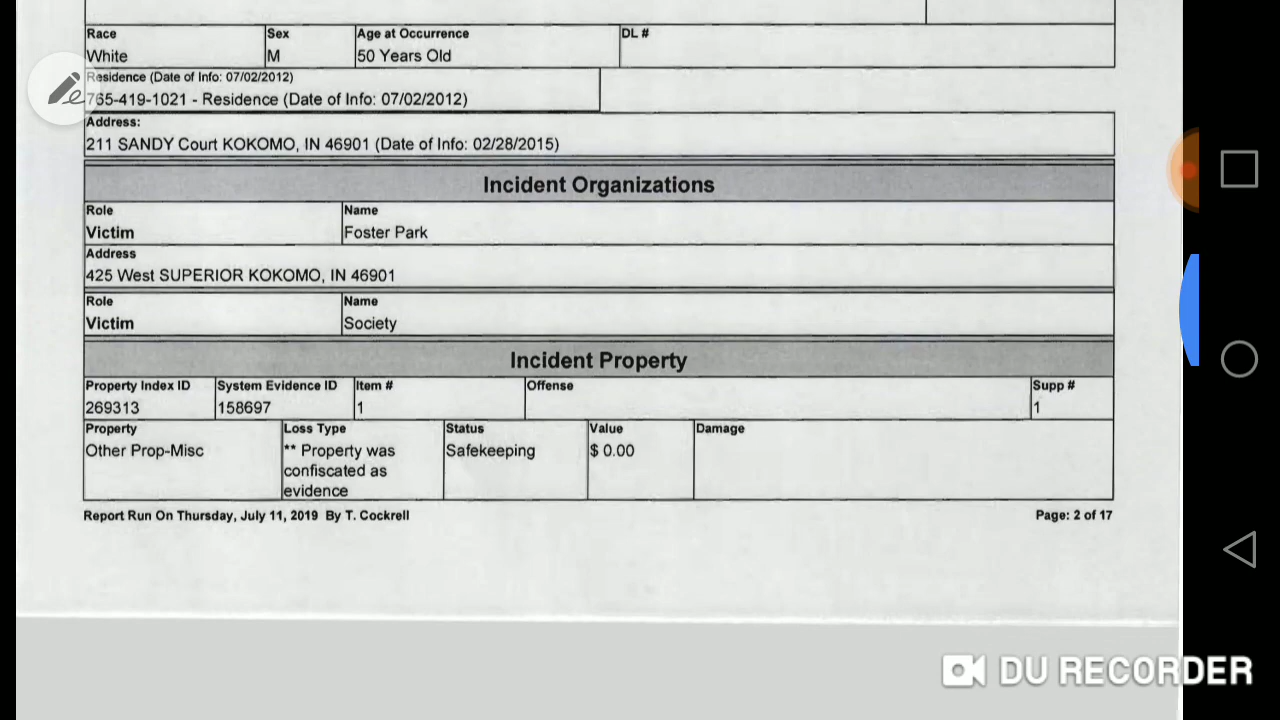 Race Sex Age at Occurrence DL #
White M 50 Years Old
Residence (Date of Info: 07/02/2012)
765-419-1021 - Residence (Date of Info: 07/02/2012)
Address:
211 SANDY Court KOKOMO, IN 46901 (Date of Info: 02/28/2015)
Incident Organizations
Role Name
Victim Foster Park
Address
425 West SUPERIOR KOKOMO, IN 46901
Role Name
Victim Society
Incident Property
Property Index ID System Evidence ID Item # Offense Supp #
269313 158697 1 1
Property Loss Type Status Value Damage
Other Prop-Misc ** Property was Safekeeping $ 0.00
confiscated as
evidence
Report Run On Thursday, July 11, 2019 By T. Cockrell Page: 2 of 17
DU RECORDER